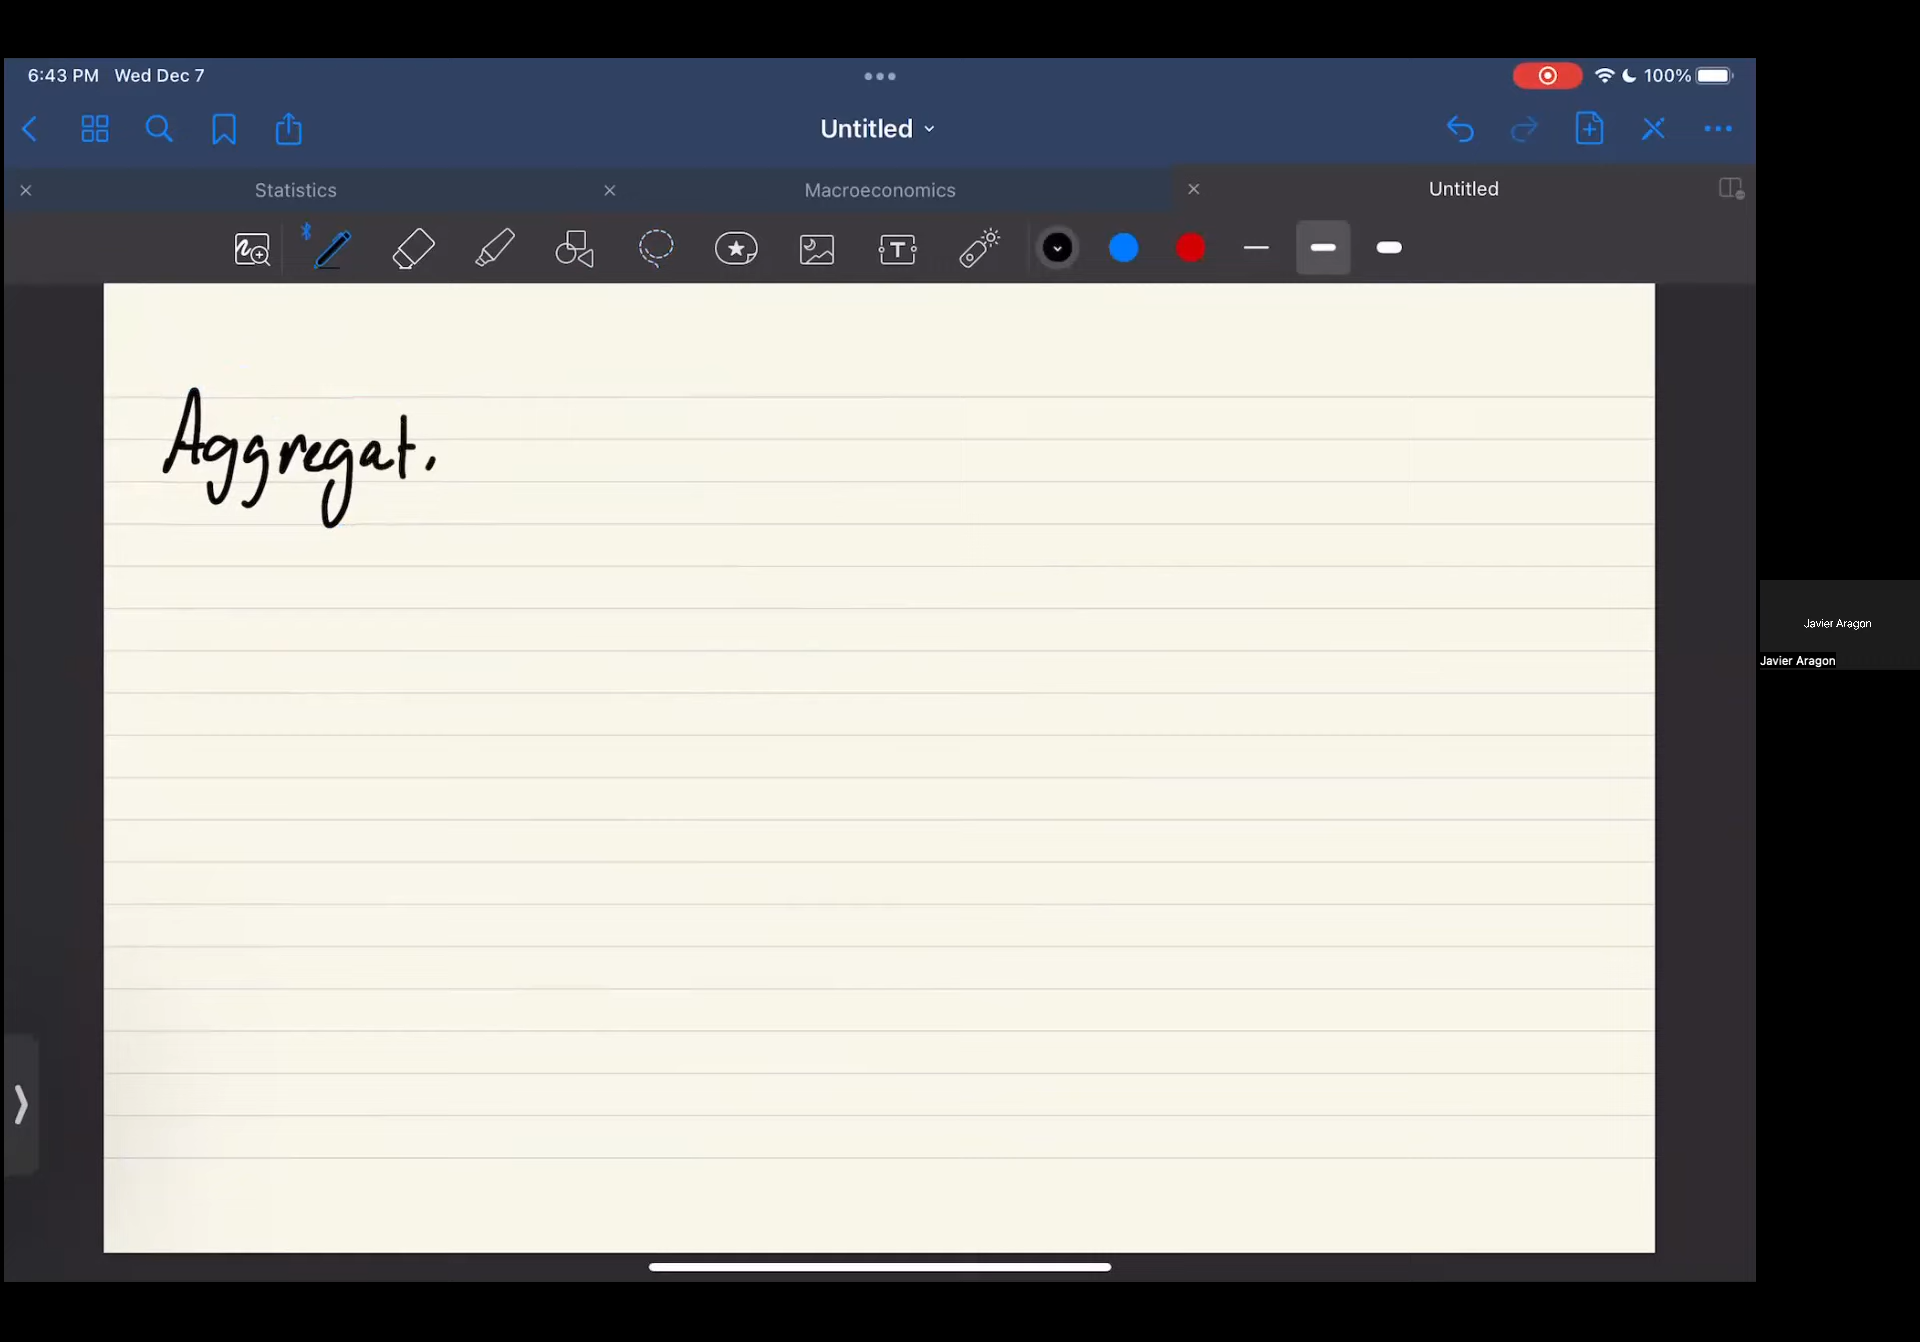 6:43 PM Wed Dec 7
100%
Untitled
Statistics
Macroeconomics
Untitled
T
Aggregat
Javier Aragon
Javier Aragon